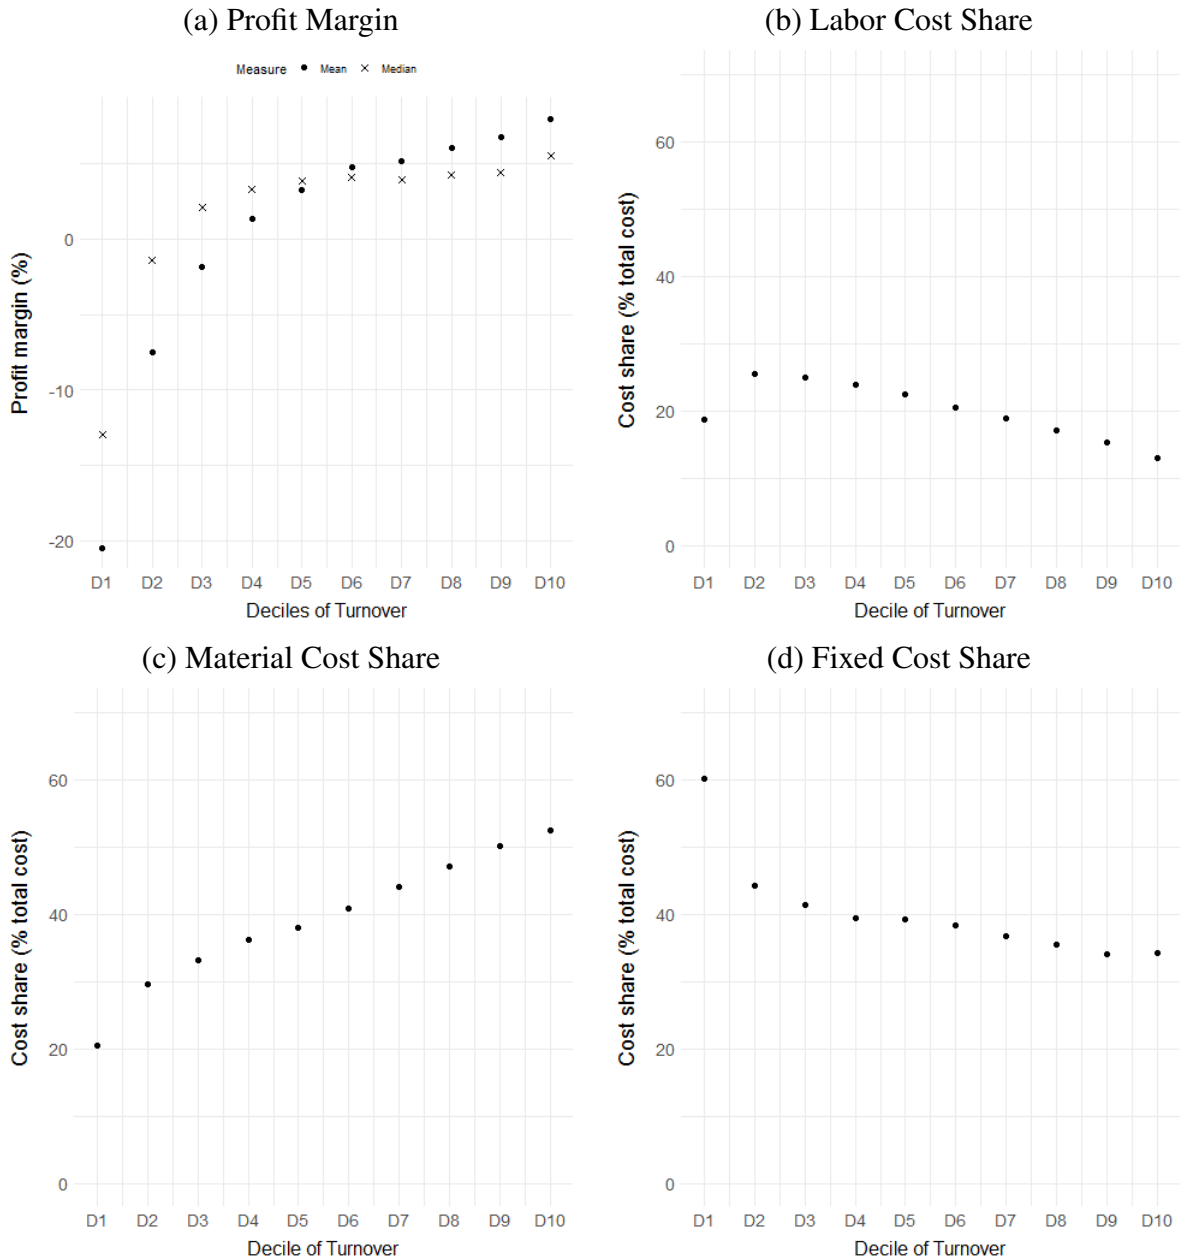 (a) Profit Margin
Measure Mean Median
Profit margin (%)
0
-10
-20
D1 D2 D3 D4 D5 D6 D7 D8 D9 D10
Deciles of Turnover
(b) Labor Cost Share
Cost share (% total cost)
60
40
20
0
D1 D2 D3 D4 D5 D6 D7 D8 D9 D10
Decile of Turnover
(c) Material Cost Share
Cost share (% total cost)
60
40
20
0
D1 D2 D3 D4 D5 D6 D7 D8 D9 D10
Decile of Turnover
(d) Fixed Cost Share
Cost share (% total cost)
60
40
20
0
D1 D2 D3 D4 D5 D6 D7 D8 D9 D10
Decile of Turnover